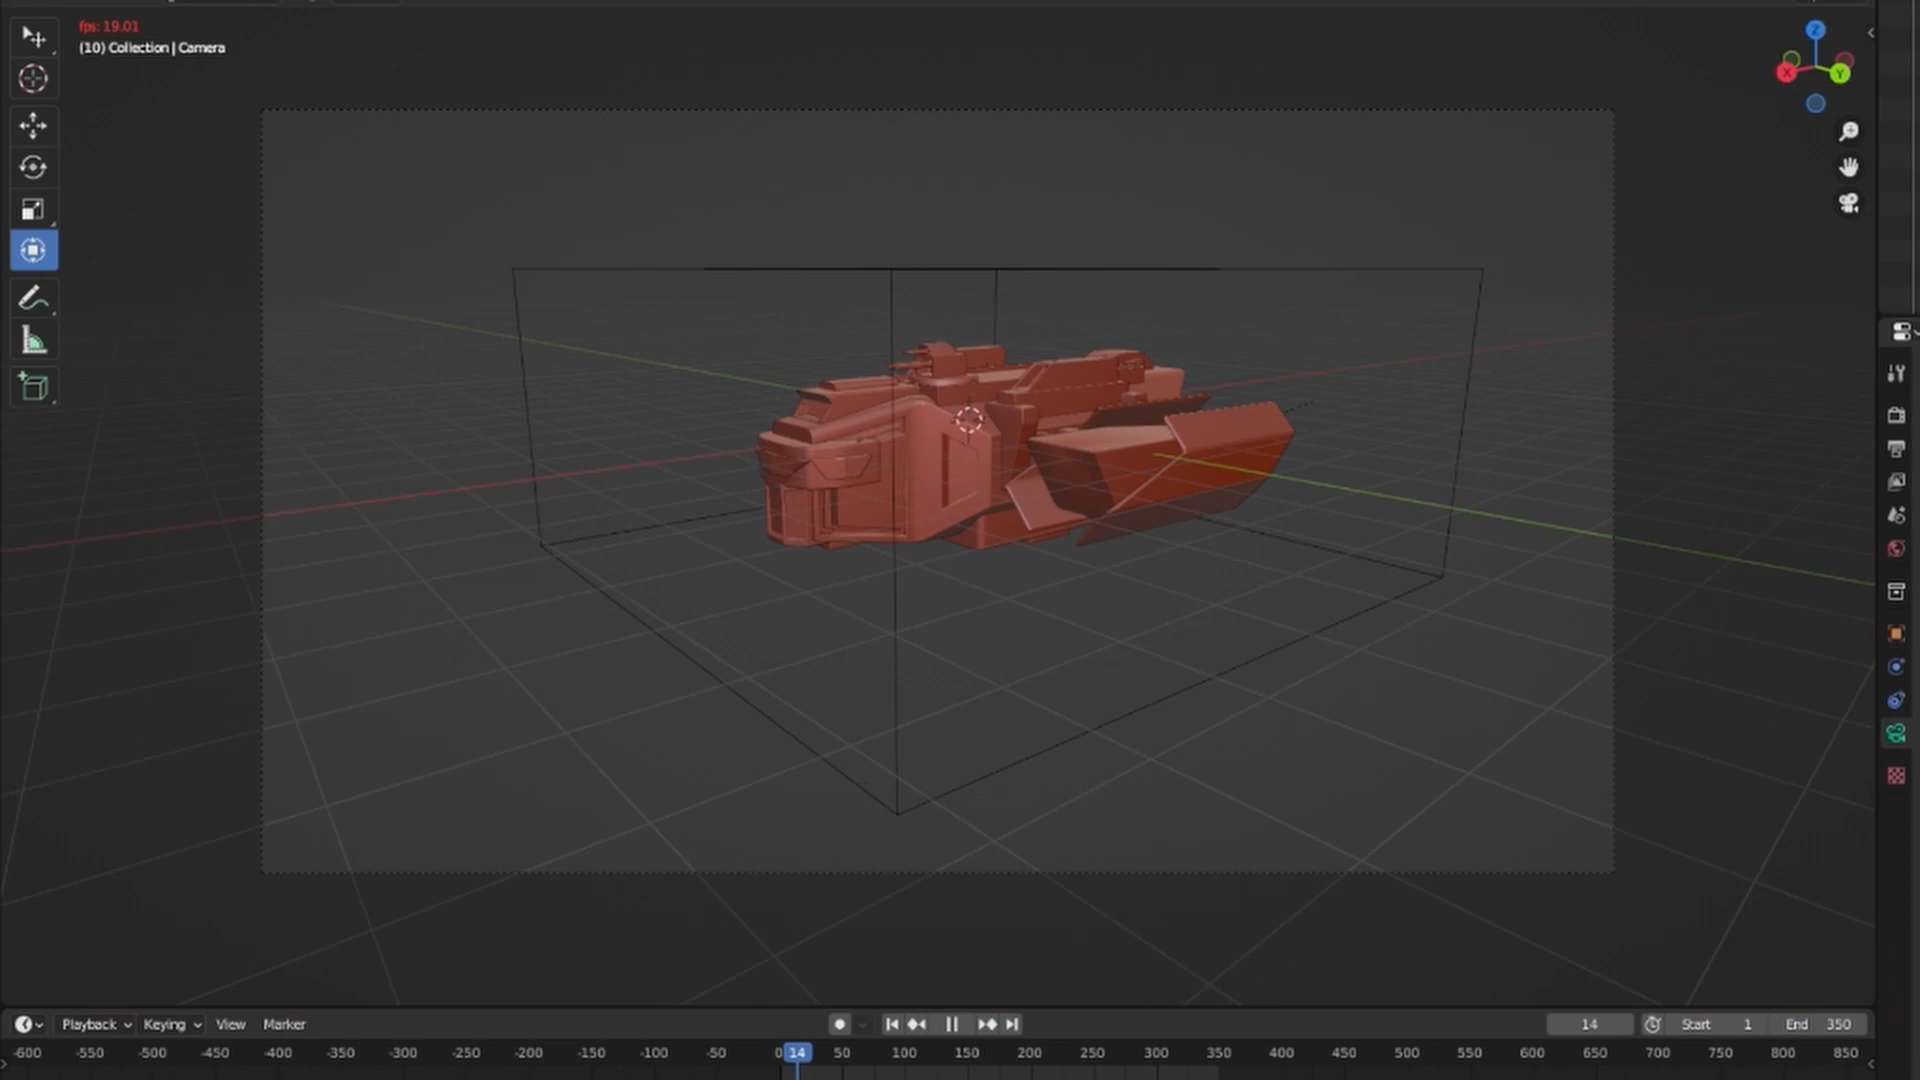 fps: 19.01
(10) Collection | Camera
Z
X
Y
Playback
Keying
View
Marker
14
Start 1
End 350
-600 -550 -500 -450 -400 -350 -300 -250 -200 -150 -100 -50 0 14 50 100 150 200 250 300 350 400 450 500 550 600 650 700 750 800 850